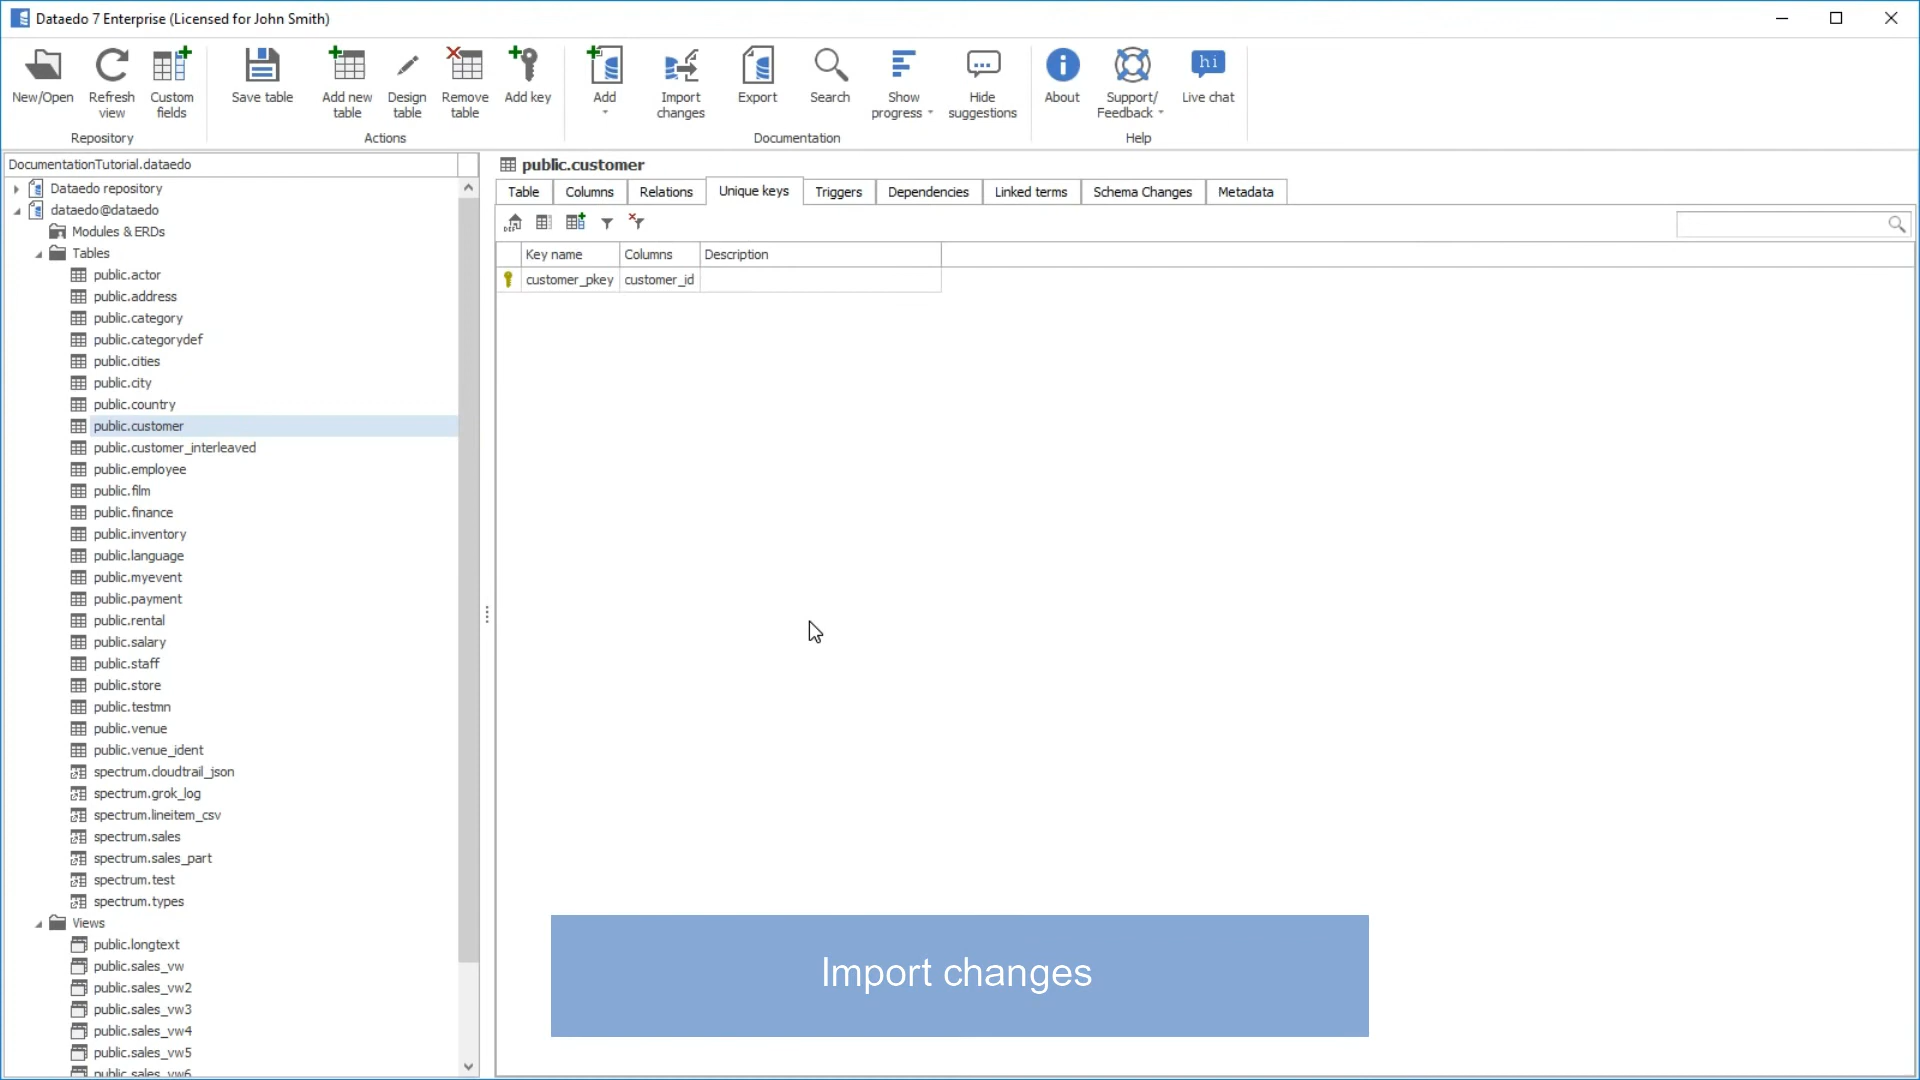 Dataedo 7 Enterprise (Licensed for John Smith)
New/Open
Refresh view
Custom fields
Repository
Save table
Add new table
Design table
Remove table
Add key
Actions
Add
Import changes
Export
Search
Show progress
Hide suggestions
Documentation
About
Support/ Feedback
hi
Live chat
Help
DocumentationTutorial.dataedo
Dataedo repository
dataedo@dataedo
Modules & ERDs
Tables
public.actor
public.address
public.category
public.categorydef
public.cities
public.city
public.country
public.customer
public.customer_interleaved
public.employee
public.film
public.finance
public.inventory
public.language
public.myevent
public.payment
public.rental
public.salary
public.staff
public.store
public.testmn
public.venue
public.venue_ident
spectrum.cloudtrail_json
spectrum.grok_log
spectrum.lineitem_csv
spectrum.sales
spectrum.sales_part
spectrum.test
spectrum.types
Views
public.longtext
public.sales_vw
public.sales_vw2
public.sales_vw3
public.sales_vw4
public.sales_vw5
public.sales_vw6
public.customer
Table Columns Relations Unique keys Triggers Dependencies Linked terms Schema Changes Metadata
Key name Columns Description
customer_pkey customer_id
Import changes